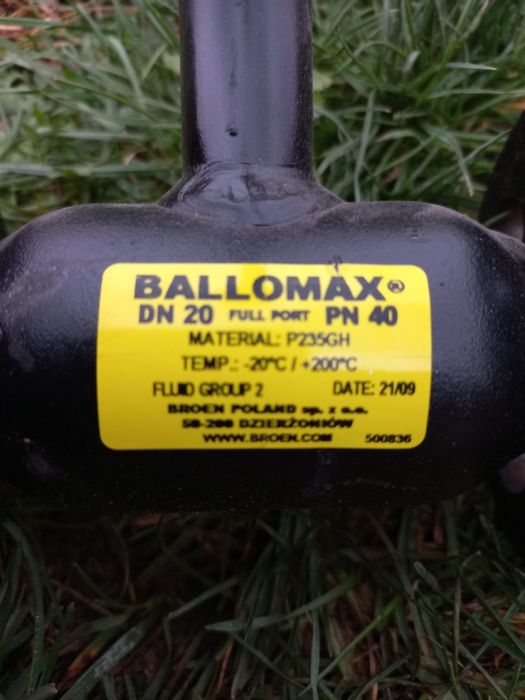 BALLOMAX®
DN 20 FULL PORT PN 40
MATERIAL: P235GH
TEMP.: -20°C / +200°C
FLUID GROUP 2 DATE: 21/09
BROEN POLAND sp. z o.o.
58-200 DZIERŻONIÓW
WWW.BROEN.COM 500836